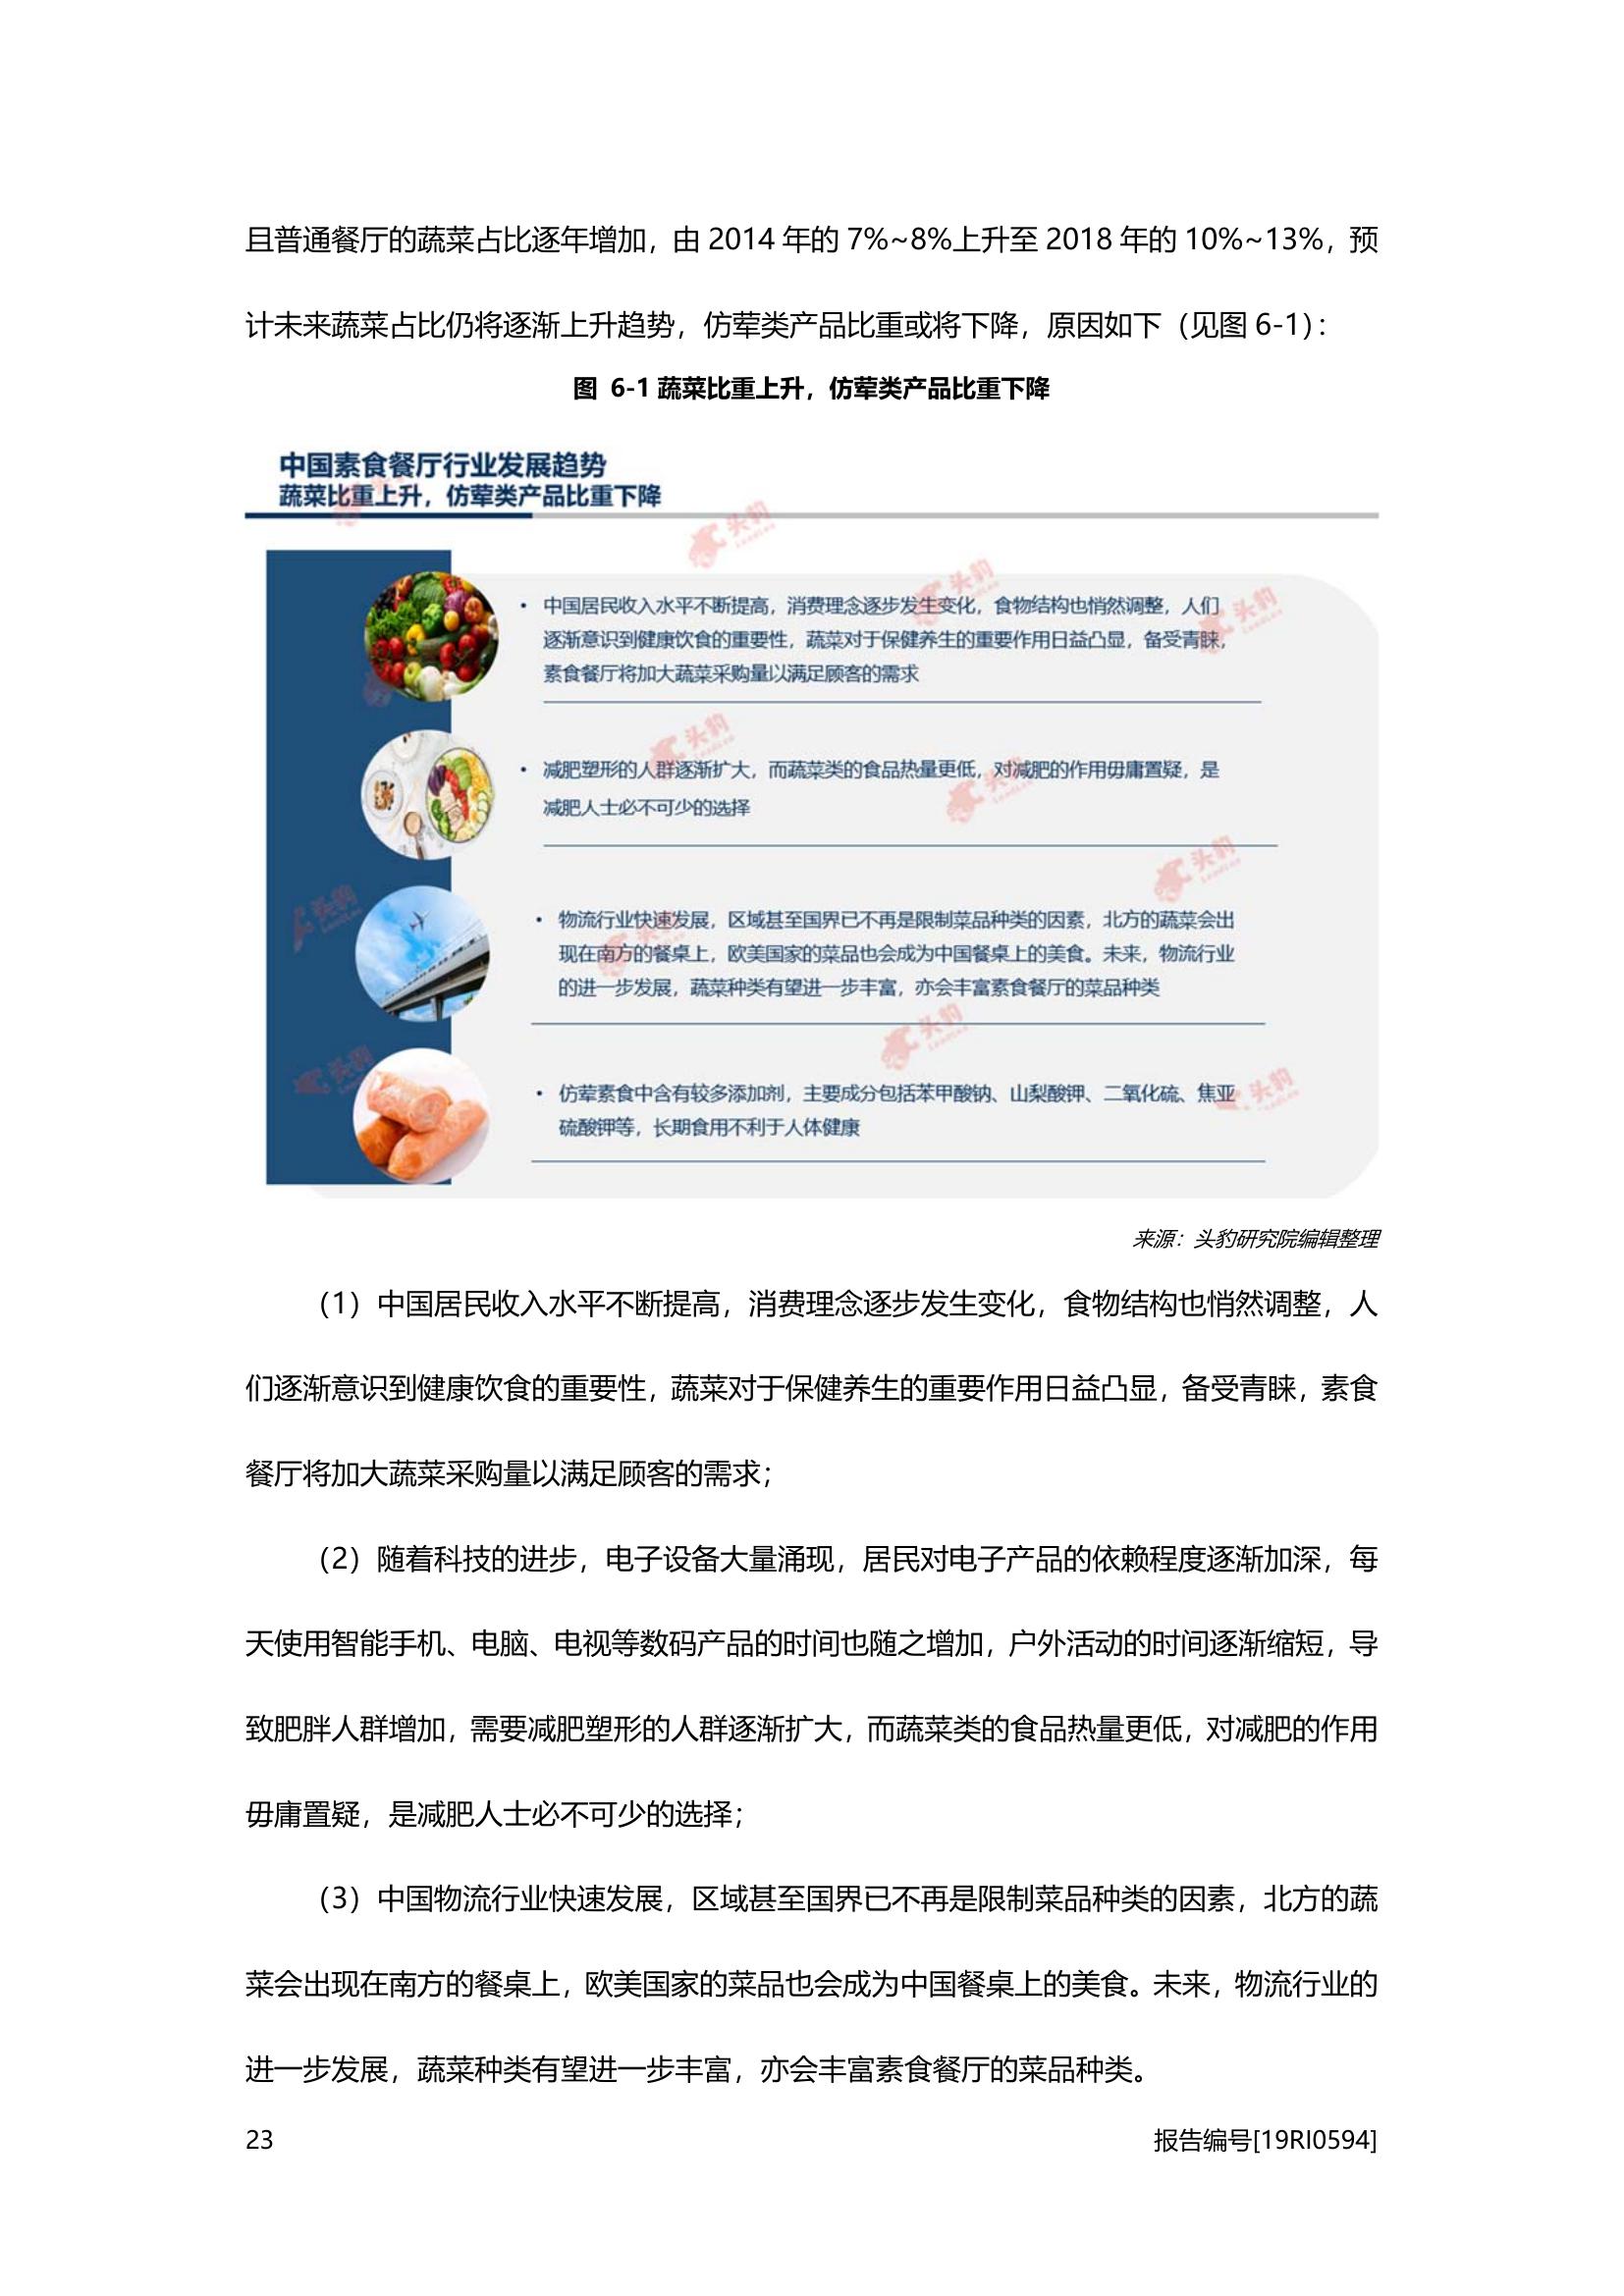 且普通餐厅的蔬菜占比逐年增加，由 2014 年的 7%~8%上升至 2018 年的 10%~13%，预
计未来蔬菜占比仍将逐渐上升趋势，仿荤类产品比重或将下降，原因如下（见图 6-1）：
图 6-1 蔬菜比重上升，仿荤类产品比重下降
中国素食餐厅行业发展趋势
蔬菜比重上升，仿荤类产品比重下降
• 中国居民收入水平不断提高，消费理念逐步发生变化，食物结构也悄然调整，人们
逐渐意识到健康饮食的重要性，蔬菜对于保健养生的重要作用日益凸显，备受青睐，
素食餐厅将加大蔬菜采购量以满足顾客的需求
• 减肥塑形的人群逐渐扩大，而蔬菜类的食品热量更低，对减肥的作用毋庸置疑，是
减肥人士必不可少的选择
• 物流行业快速发展，区域甚至国界已不再是限制菜品种类的因素，北方的蔬菜会出
现在南方的餐桌上，欧美国家的菜品也会成为中国餐桌上的美食。未来，物流行业
的进一步发展，蔬菜种类有望进一步丰富，亦会丰富素食餐厅的菜品种类
• 仿荤素食中含有较多添加剂，主要成分包括苯甲酸钠、山梨酸钾、二氧化硫、焦亚
硫酸钾等，长期食用不利于人体健康
来源：头豹研究院编辑整理
（1）中国居民收入水平不断提高，消费理念逐步发生变化，食物结构也悄然调整，人
们逐渐意识到健康饮食的重要性，蔬菜对于保健养生的重要作用日益凸显，备受青睐，素食
餐厅将加大蔬菜采购量以满足顾客的需求；
（2）随着科技的进步，电子设备大量涌现，居民对电子产品的依赖程度逐渐加深，每
天使用智能手机、电脑、电视等数码产品的时间也随之增加，户外活动的时间逐渐缩短，导
致肥胖人群增加，需要减肥塑形的人群逐渐扩大，而蔬菜类的食品热量更低，对减肥的作用
毋庸置疑，是减肥人士必不可少的选择；
（3）中国物流行业快速发展，区域甚至国界已不再是限制菜品种类的因素，北方的蔬
菜会出现在南方的餐桌上，欧美国家的菜品也会成为中国餐桌上的美食。未来，物流行业的
进一步发展，蔬菜种类有望进一步丰富，亦会丰富素食餐厅的菜品种类。
23
报告编号[19RI0594]